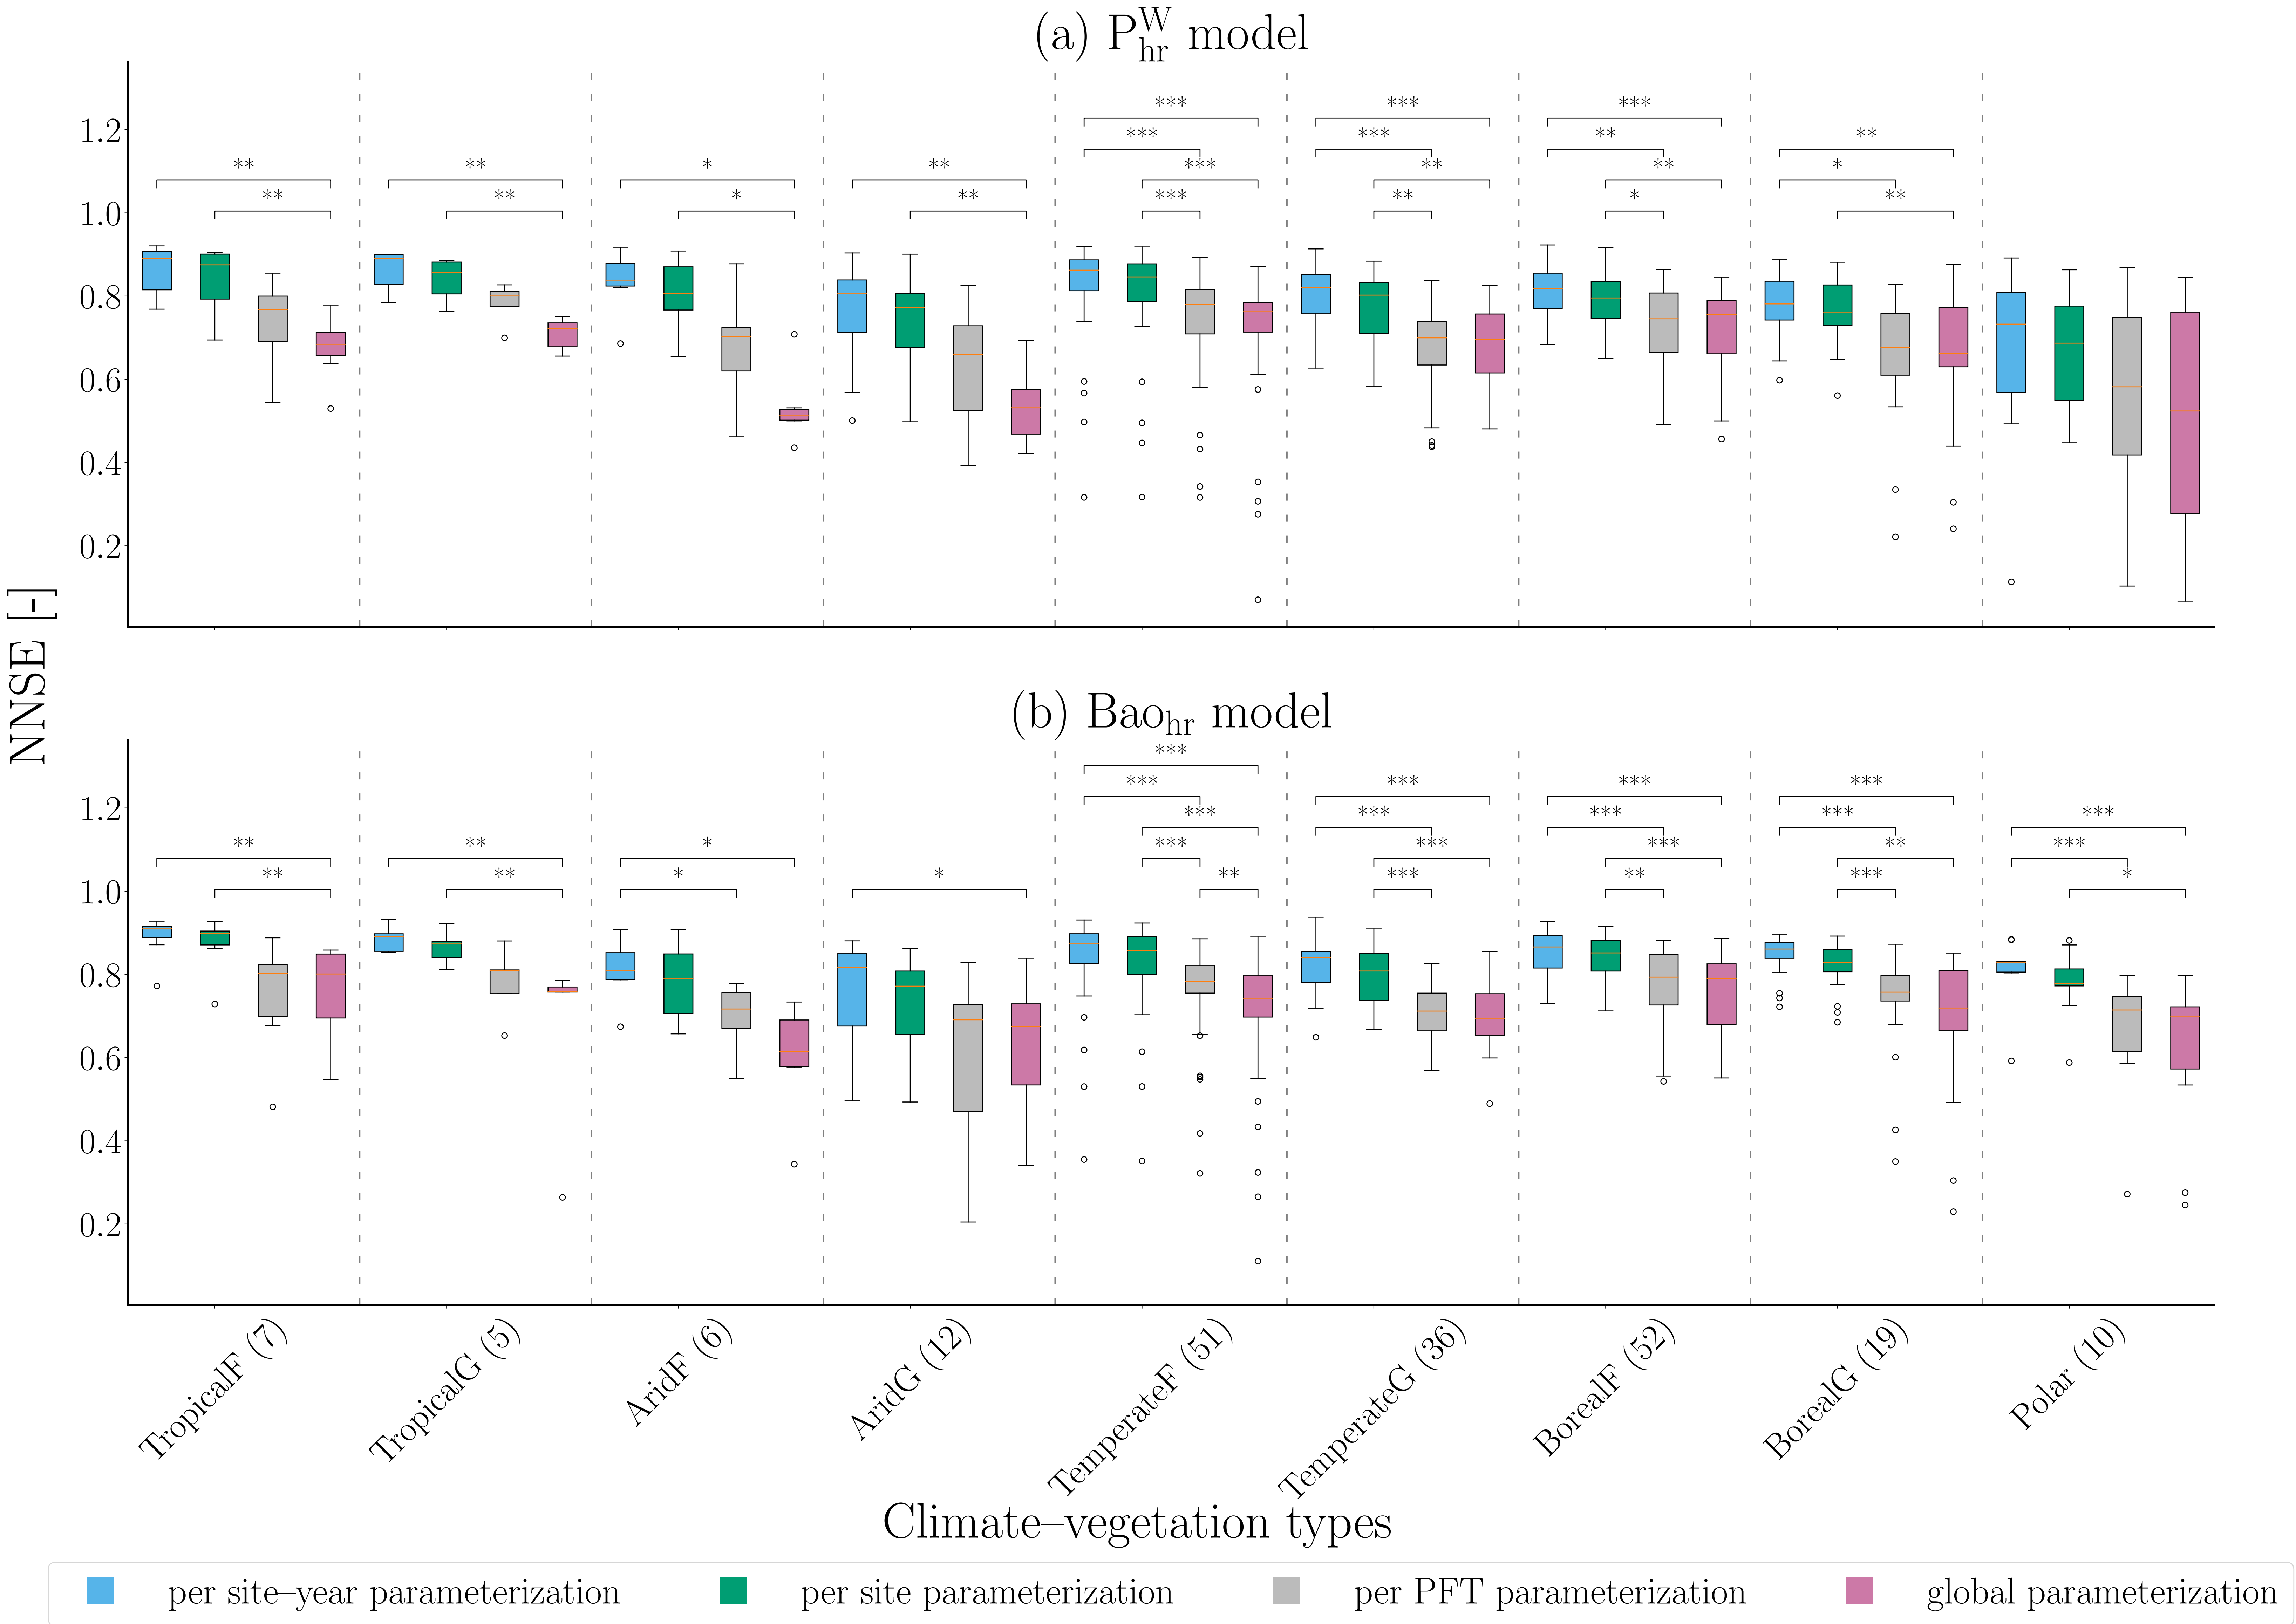 (a) P^W_hr model
*** *** ***
1.2
*** *** ** **
** ** * ** *** ** ** *
** ** * ** *** ** * **
1.0
0.8
0.6
0.4
0.2
NNSE [-]
(b) Bao_hr model
***
*** *** *** ***
1.2
*** *** *** *** ***
** ** * *** *** *** ** ***
** ** * * ** *** ** *** *
1.0
0.8
0.6
0.4
0.2
TropicalF (7)
TropicalG (5)
AridF (6)
AridG (12)
TemperateF (51)
TemperateG (36)
BorealF (52)
BorealG (19)
Polar (10)
Climate–vegetation types
per site–year parameterization per site parameterization per PFT parameterization global parameterization